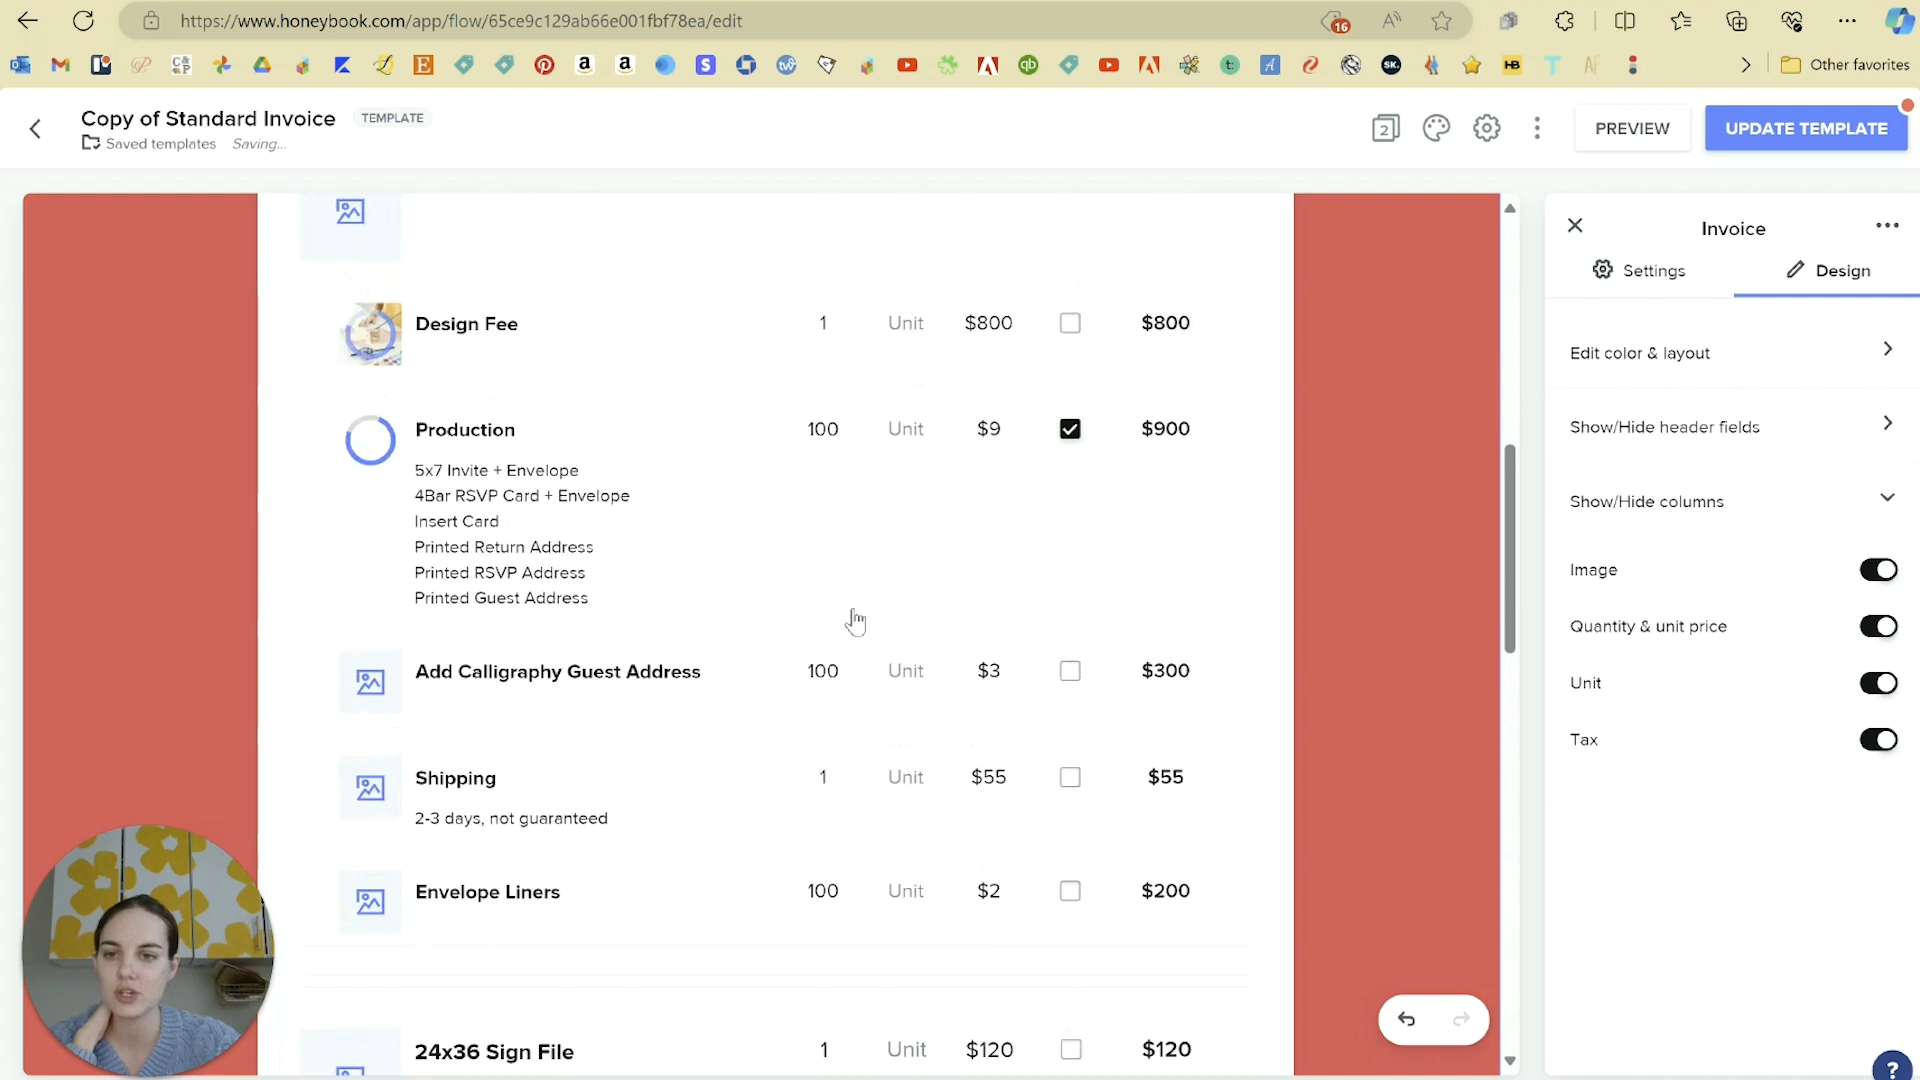 https://www.honeybook.com/app/flow/65ce9c129ab66e001fbf78ea/edit
16
Other favorites
Copy of Standard Invoice
TEMPLATE
Saved templates
Saving...
2
PREVIEW
UPDATE TEMPLATE
Design Fee 1 Unit $800 $800
Production 100 Unit $9 $900
5x7 Invite + Envelope
4Bar RSVP Card + Envelope
Insert Card
Printed Return Address
Printed RSVP Address
Printed Guest Address
Add Calligraphy Guest Address 100 Unit $3 $300
Shipping 1 Unit $55 $55
2-3 days, not guaranteed
Envelope Liners 100 Unit $2 $200
24x36 Sign File 1 Unit $120 $120
Invoice
Settings
Design
Edit color & layout
Show/Hide header fields
Show/Hide columns
Image
Quantity & unit price
Unit
Tax
?